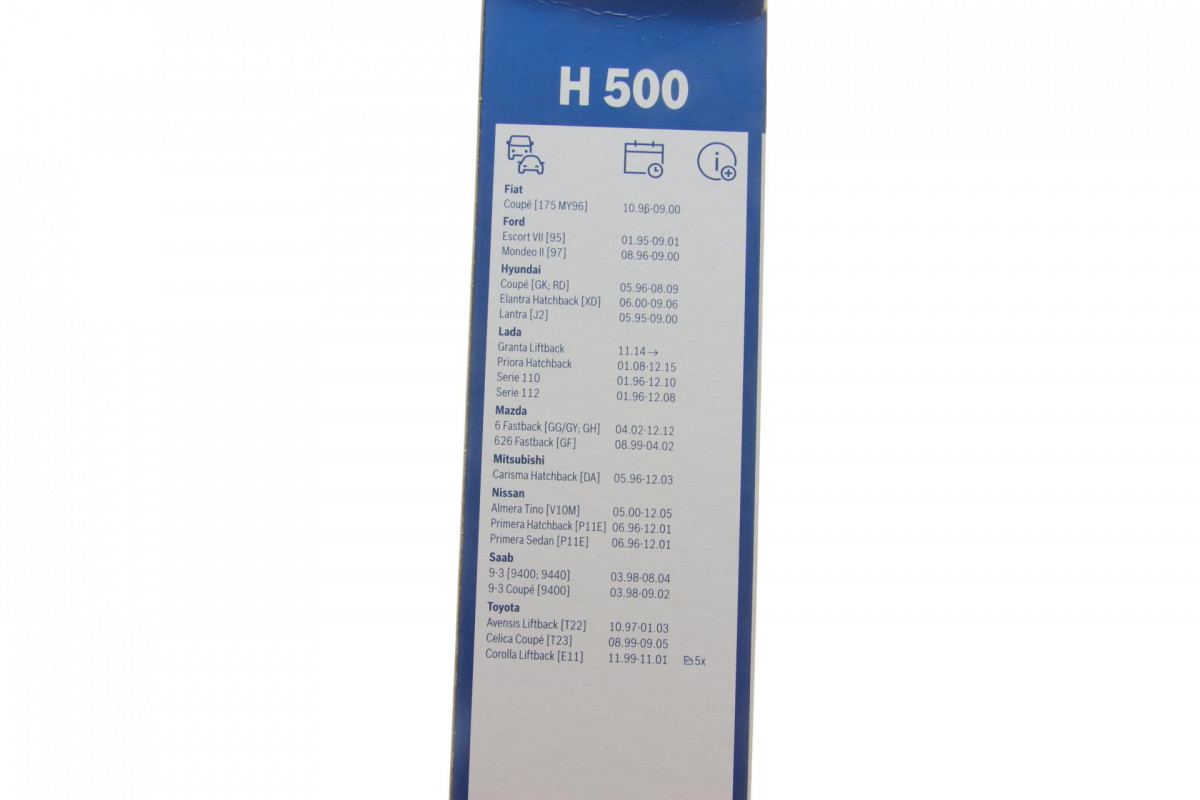 H 500
Fiat
Coupé [175 MY96] 10.96-09.00
Ford
Escort VII [95] 01.95-09.01
Mondeo II [97] 08.96-09.00
Hyundai
Coupé [GK; RD] 05.96-08.09
Elantra Hatchback [XD] 06.00-09.06
Lantra [J2] 05.95-09.00
Lada
Granta Liftback 11.14→
Priora Hatchback 01.08-12.15
Serie 110 01.96-12.10
Serie 112 01.96-12.08
Mazda
6 Fastback [GG/GY; GH] 04.02-12.12
626 Fastback [GF] 08.99-04.02
Mitsubishi
Carisma Hatchback [DA] 05.96-12.03
Nissan
Almera Tino [V10M] 05.00-12.05
Primera Hatchback [P11E] 06.96-12.01
Primera Sedan [P11E] 06.96-12.01
Saab
9-3 [9400; 9440] 03.98-08.04
9-3 Coupé [9400] 03.98-09.02
Toyota
Avensis Liftback [T22] 10.97-01.03
Celica Coupé [T23] 08.99-09.05
Corolla Liftback [E11] 11.99-11.01 5x